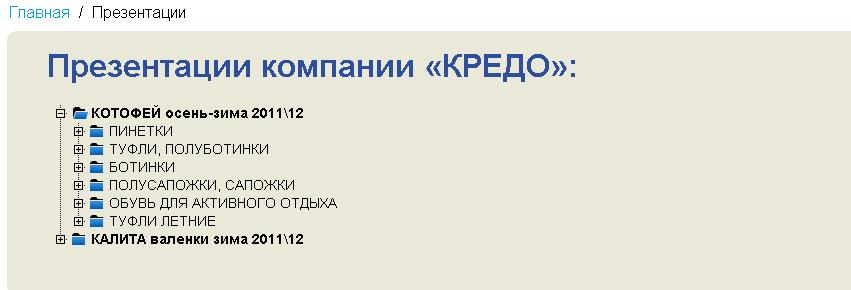 Главная / Презентации
Презентации компании «КРЕДО»:
КОТОФЕЙ осень-зима 2011\12
ПИНЕТКИ
ТУФЛИ, ПОЛУБОТИНКИ
БОТИНКИ
ПОЛУСАПОЖКИ, САПОЖКИ
ОБУВЬ ДЛЯ АКТИВНОГО ОТДЫХА
ТУФЛИ ЛЕТНИЕ
КАЛИТА валенки зима 2011\12